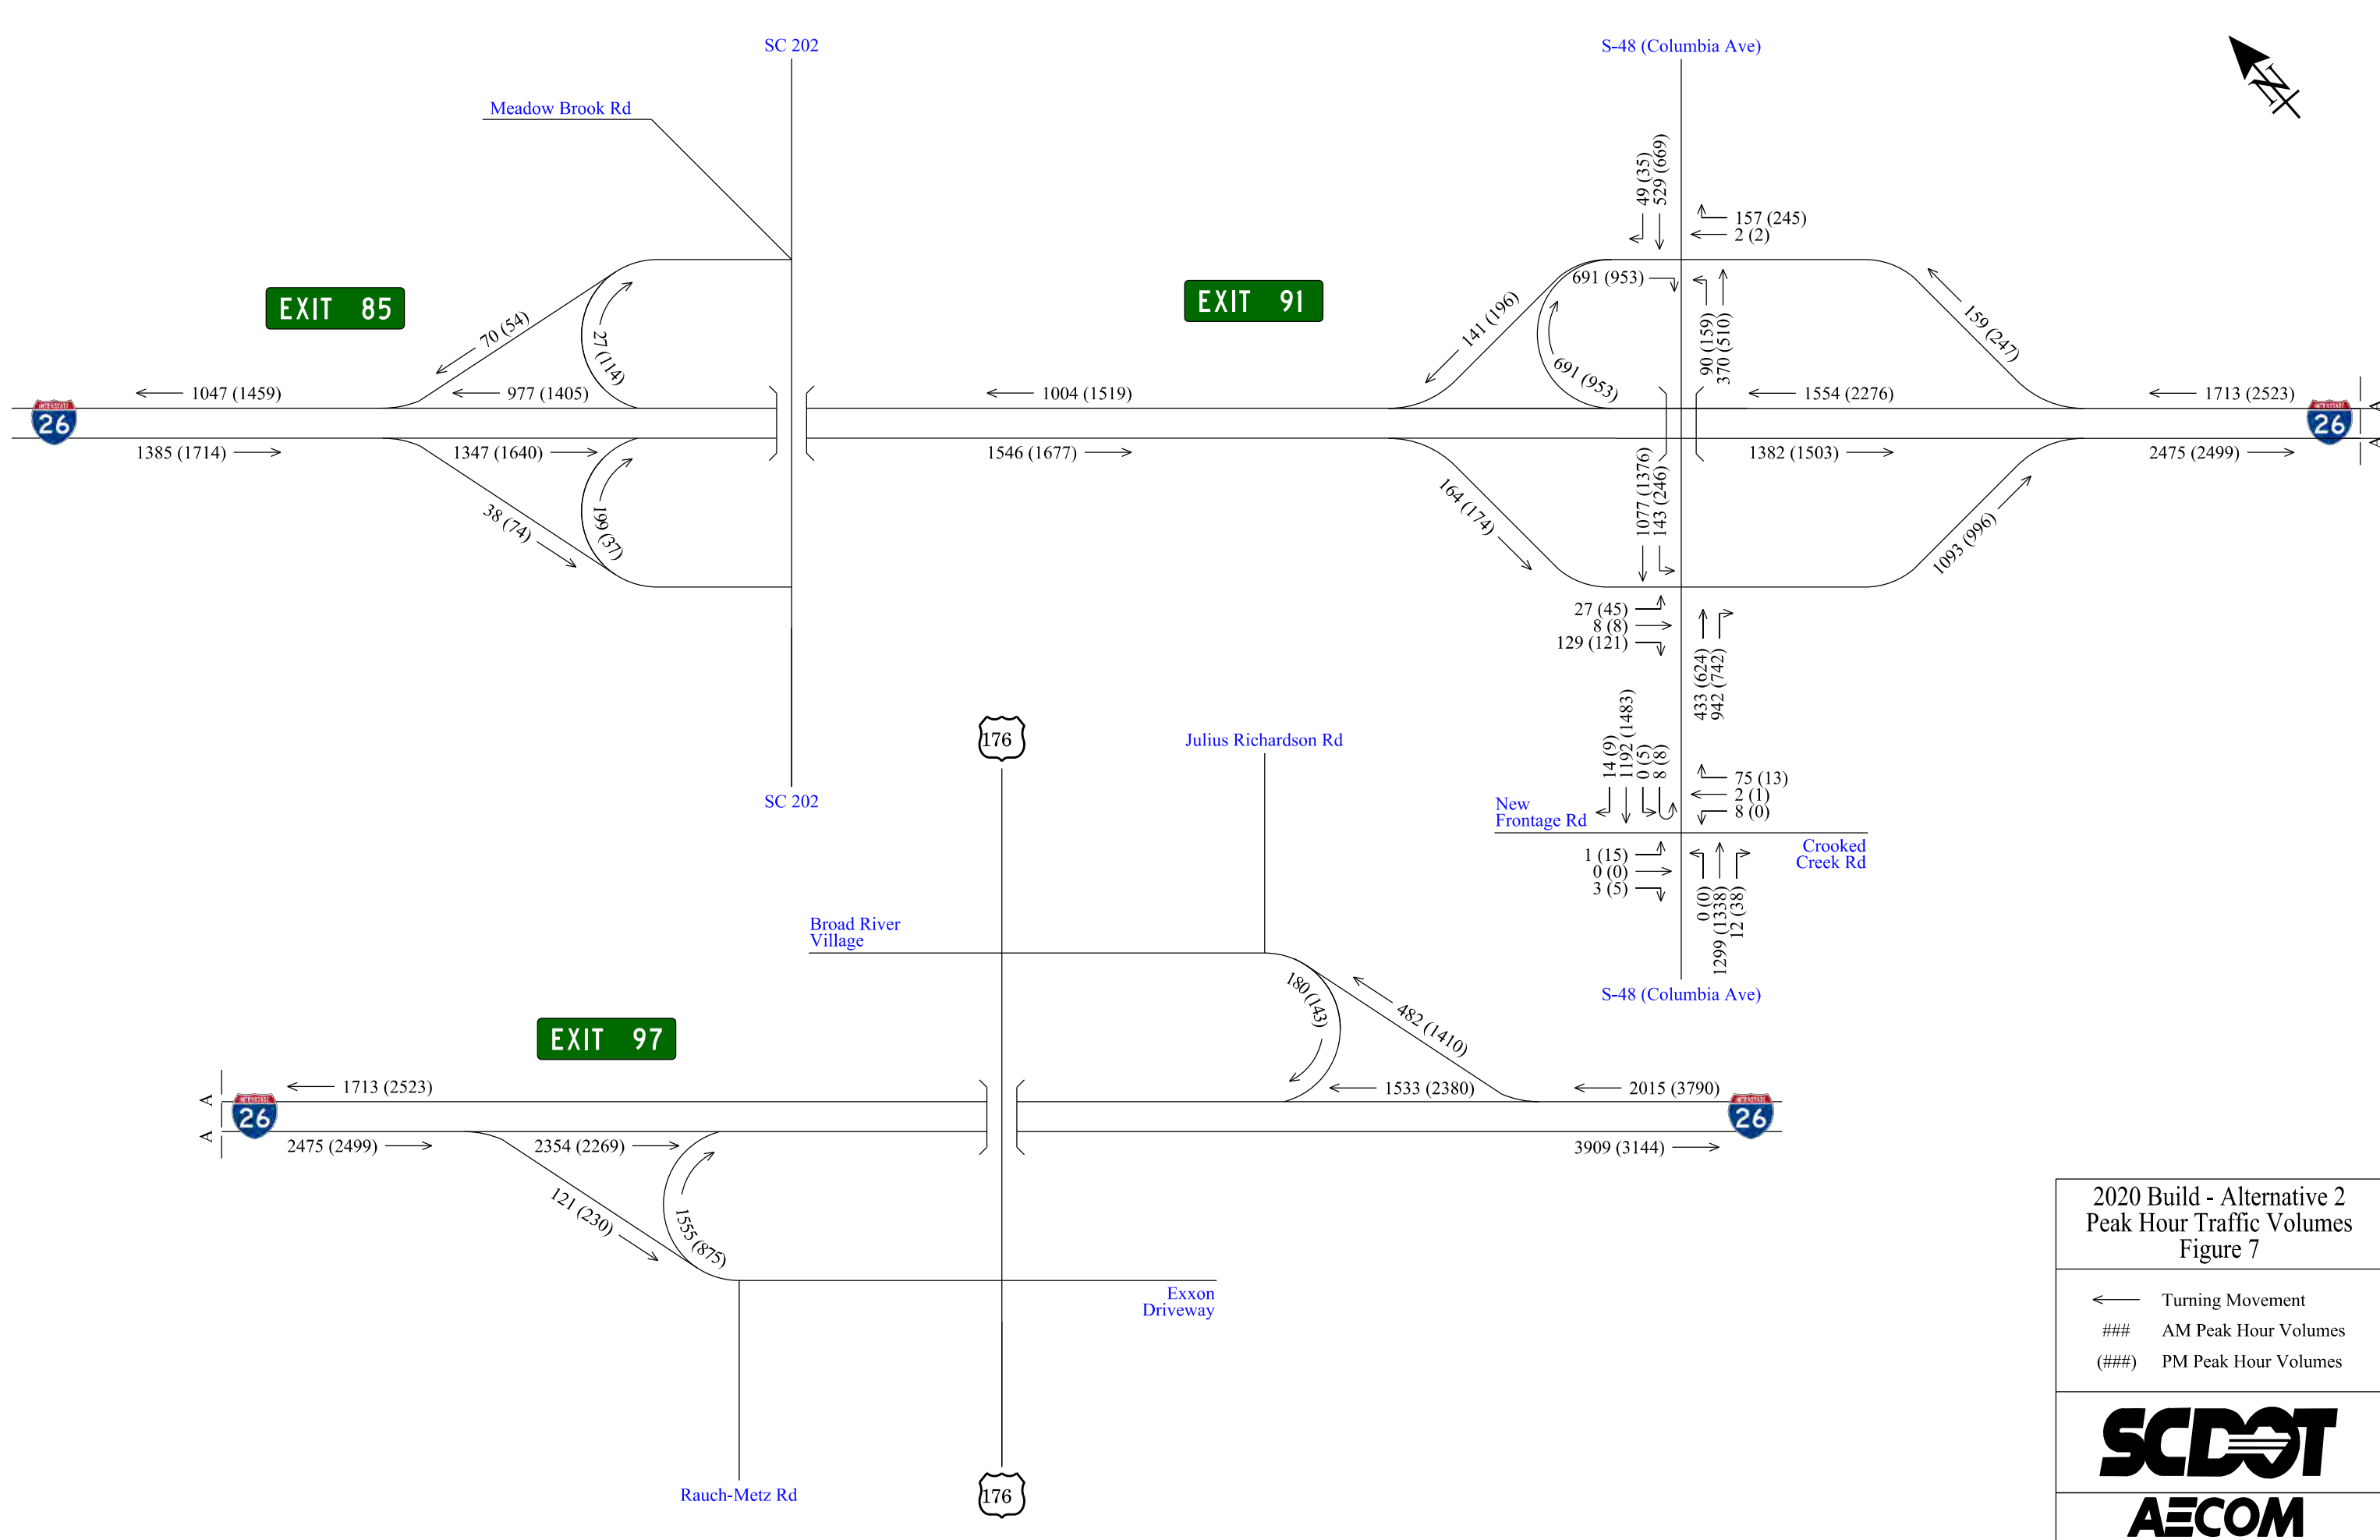 SC 202
S-48 (Columbia Ave)
N
Meadow Brook Rd
49 (35)
529 (669)
157 (245)
2 (2)
EXIT 85
EXIT 91
691 (953)
70 (54)
27 (114)
141 (196)
691 (953)
90 (159)
370 (510)
159 (247)
1047 (1459)
977 (1405)
1004 (1519)
1554 (2276)
1713 (2523)
A
INTERSTATE
26
INTERSTATE
26
A
1385 (1714)
1347 (1640)
1546 (1677)
1382 (1503)
2475 (2499)
38 (74)
199 (37)
164 (174)
1077 (1376)
143 (246)
1093 (996)
27 (45)
8 (8)
129 (121)
433 (624)
942 (742)
176
Julius Richardson Rd
14 (9)
1192 (1483)
0 (5)
8 (8)
75 (13)
2 (1)
8 (0)
SC 202
New
Frontage Rd
Crooked
Creek Rd
1 (15)
0 (0)
3 (5)
0 (0)
1299 (1338)
12 (38)
Broad River
Village
S-48 (Columbia Ave)
180 (143)
482 (1410)
EXIT 97
A
1713 (2523)
1533 (2380)
2015 (3790)
INTERSTATE
26
INTERSTATE
26
A
2475 (2499)
2354 (2269)
3909 (3144)
121 (230)
1555 (875)
Exxon
Driveway
Rauch-Metz Rd
176
2020 Build - Alternative 2
Peak Hour Traffic Volumes
Figure 7
Turning Movement
### AM Peak Hour Volumes
(###) PM Peak Hour Volumes
SCDOT
AECOM